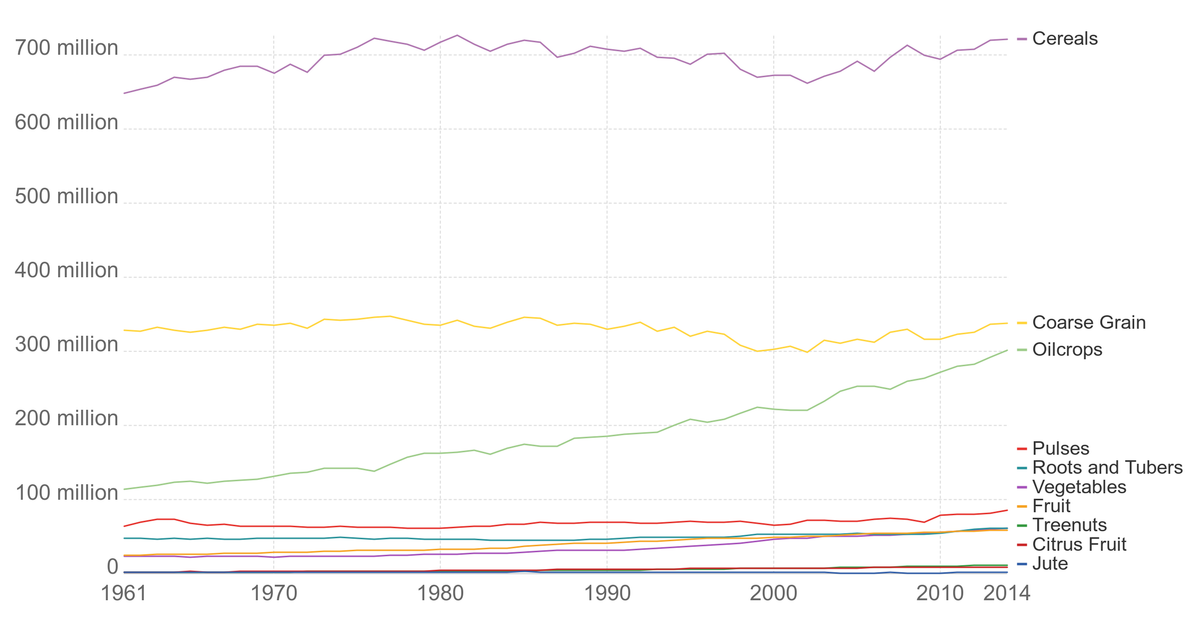 700 million
600 million
500 million
400 million
300 million
200 million
100 million
0
1961 1970 1980 1990 2000 2010 2014
Cereals
Coarse Grain
Oilcrops
Pulses
Roots and Tubers
Vegetables
Fruit
Treenuts
Citrus Fruit
Jute